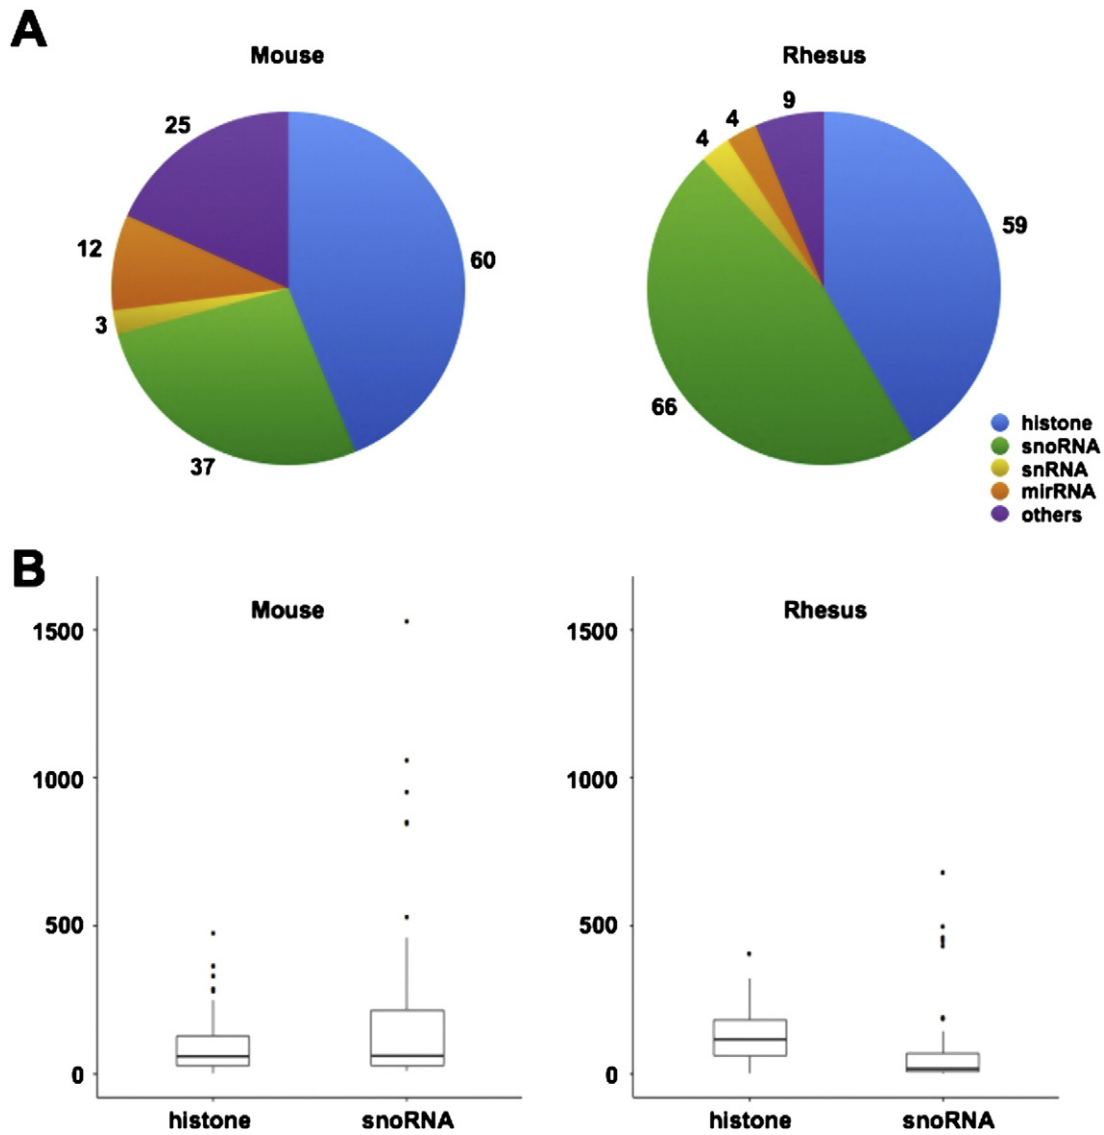 A
Mouse
Rhesus
25
12
3
37
60
4
4
9
59
66
histone
snoRNA
snRNA
mirRNA
others
B
Mouse
1500
1000
500
0
histone snoRNA
Rhesus
1500
1000
500
0
histone snoRNA